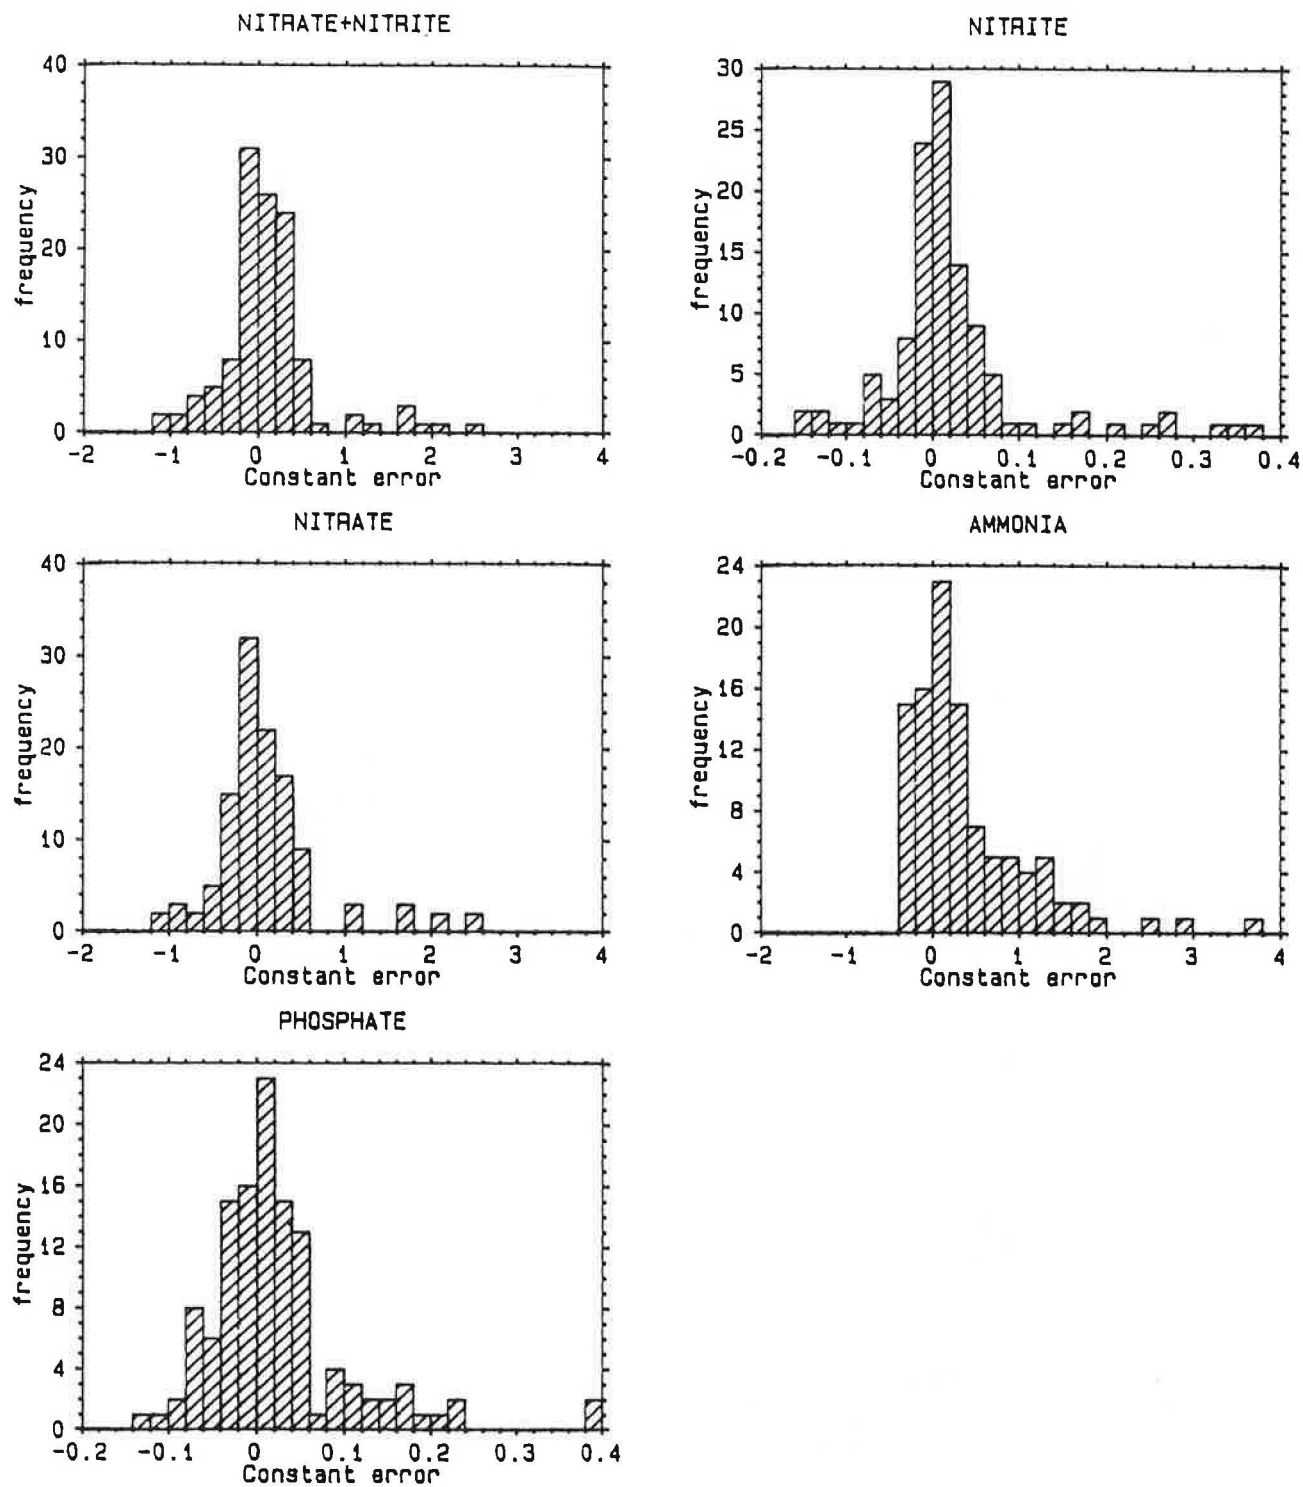 NITRATE+NITRITE
40
30
20
10
0
frequency
-2 -1 0 1 2 3 4
Constant error
NITRITE
30
25
20
15
10
5
0
frequency
-0.2 -0.1 0 0.1 0.2 0.3 0.4
Constant error
NITRATE
40
30
20
10
0
frequency
-2 -1 0 1 2 3 4
Constant error
AMMONIA
24
20
16
12
8
4
0
frequency
-2 -1 0 1 2 3 4
Constant error
PHOSPHATE
24
20
16
12
8
4
0
frequency
-0.2 -0.1 0 0.1 0.2 0.3 0.4
Constant error